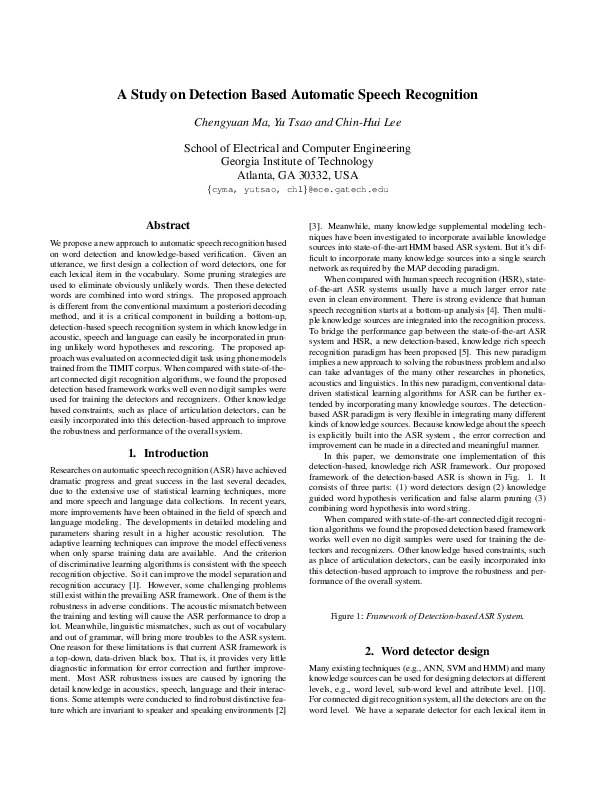 A Study on Detection Based Automatic Speech Recognition
Chengyuan Ma, Yu Tsao and Chin-Hui Lee
School of Electrical and Computer Engineering
Georgia Institute of Technology
Atlanta, GA 30332, USA
{cyma, yutsao, chl}@ece.gatech.edu
Abstract
We propose a new approach to automatic speech recognition based
on word detection and knowledge-based verification. Given an
utterance, we first design a collection of word detectors, one for
each lexical item in the vocabulary. Some pruning strategies are
used to eliminate obviously unlikely words. Then these detected
words are combined into word strings. The proposed approach
is different from the conventional maximum a posteriori decoding
method, and it is a critical component in building a bottom-up,
detection-based speech recognition system in which knowledge in
acoustic, speech and language can easily be incorporated in prun-
ing unlikely word hypotheses and rescoring. The proposed ap-
proach was evaluated on a connected digit task using phone models
trained from the TIMIT corpus. When compared with state-of-the-
art connected digit recognition algorithms, we found the proposed
detection based framework works well even no digit samples were
used for training the detectors and recognizers. Other knowledge
based constraints, such as place of articulation detectors, can be
easily incorporated into this detection-based approach to improve
the robustness and performance of the overall system.
1. Introduction
Researches on automatic speech recognition (ASR) have achieved
dramatic progress and great success in the last several decades,
due to the extensive use of statistical learning techniques, more
and more speech and language data collections. In recent years,
more improvements have been obtained in the field of speech and
language modeling. The developments in detailed modeling and
parameters sharing result in a higher acoustic resolution. The
adaptive learning techniques can improve the model effectiveness
when only sparse training data are available. And the criterion
of discriminative learning algorithms is consistent with the speech
recognition objective. So it can improve the model separation and
recognition accuracy [1]. However, some challenging problems
still exist within the prevailing ASR framework. One of them is the
robustness in adverse conditions. The acoustic mismatch between
the training and testing will cause the ASR performance to drop a
lot. Meanwhile, linguistic mismatches, such as out of vocabulary
and out of grammar, will bring more troubles to the ASR system.
One reason for these limitations is that current ASR framework is
a top-down, data-driven black box. That is, it provides very little
diagnostic information for error correction and further improve-
ment. Most ASR robustness issues are caused by ignoring the
detail knowledge in acoustics, speech, language and their interac-
tions. Some attempts were conducted to find robust distinctive fea-
ture which are invariant to speaker and speaking environments [2]
[3]. Meanwhile, many knowledge supplemental modeling tech-
niques have been investigated to incorporate available knowledge
sources into state-of-the-art HMM based ASR system. But it's dif-
ficult to incorporate many knowledge sources into a single search
network as required by the MAP decoding paradigm.
When compared with human speech recognition (HSR), state-
of-the-art ASR systems usually have a much larger error rate
even in clean environment. There is strong evidence that human
speech recognition starts at a bottom-up analysis [4]. Then multi-
ple knowledge sources are integrated into the recognition process.
To bridge the performance gap between the state-of-the-art ASR
system and HSR, a new detection-based, knowledge rich speech
recognition paradigm has been proposed [5]. This new paradigm
implies a new approach to solving the robustness problem and also
can take advantages of the many other researches in phonetics,
acoustics and linguistics. In this new paradigm, conventional data-
driven statistical learning algorithms for ASR can be further ex-
tended by incorporating many knowledge sources. The detection-
based ASR paradigm is very flexible in integrating many different
kinds of knowledge sources. Because knowledge about the speech
is explicitly built into the ASR system , the error correction and
improvement can be made in a directed and meaningful manner.
In this paper, we demonstrate one implementation of this
detection-based, knowledge rich ASR framework. Our proposed
framework of the detection-based ASR is shown in Fig. 1. It
consists of three parts: (1) word detectors design (2) knowledge
guided word hypothesis verification and false alarm pruning (3)
combining word hypothesis into word string.
When compared with state-of-the-art connected digit recogni-
tion algorithms we found the proposed detection based framework
works well even no digit samples were used for training the de-
tectors and recognizers. Other knowledge based constraints, such
as place of articulation detectors, can be easily incorporated into
this detection-based approach to improve the robustness and per-
formance of the overall system.
Figure 1: Framework of Detection-based ASR System.
2. Word detector design
Many existing techniques (e.g., ANN, SVM and HMM) and many
knowledge sources can be used for designing detectors at different
levels, e.g., word level, sub-word level and attribute level. [10].
For connected digit recognition system, all the detectors are on the
word level. We have a separate detector for each lexical item in